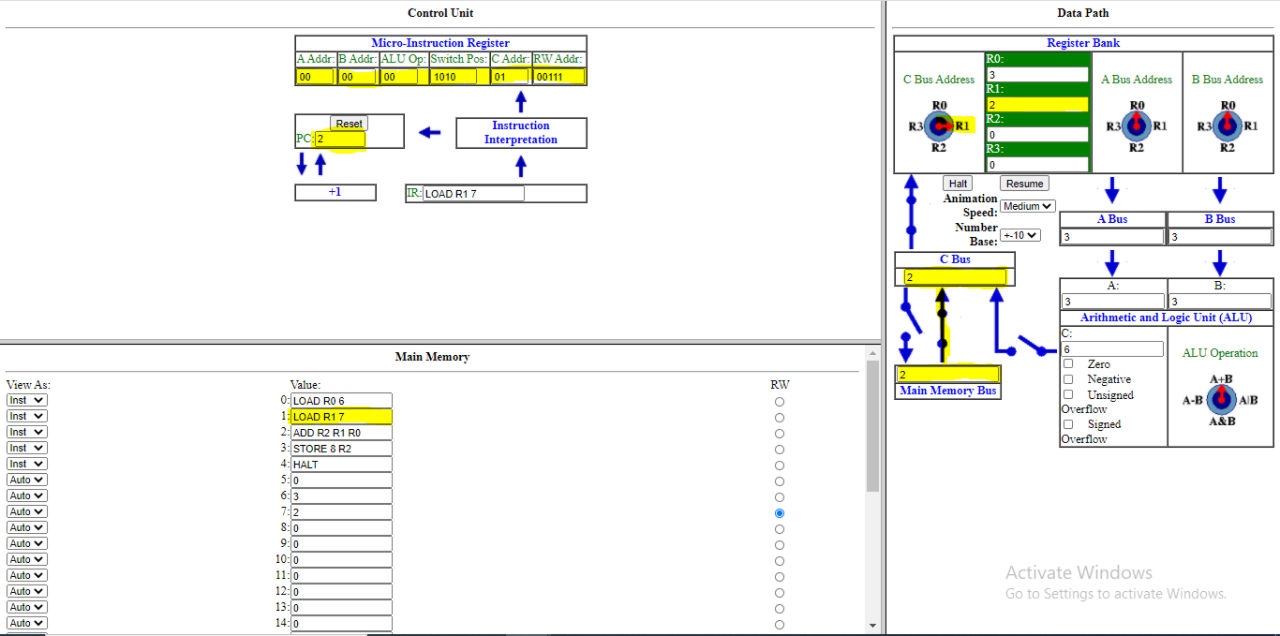 Control Unit
Micro-Instruction Register
A Addr: B Addr: ALU Op: Switch Pos: C Addr: RW Addr:
00 00 00 1010 01 00111
Reset
PC: 2
Instruction
Interpretation
+1
IR: LOAD R1 7
Main Memory
View As: Value: RW
Inst 0: LOAD R0 6
Inst 1: LOAD R1 7
Inst 2: ADD R2 R1 R0
Inst 3: STORE 8 R2
Inst 4: HALT
Auto 5: 0
Auto 6: 3
Auto 7: 2
Auto 8: 0
Auto 9: 0
Auto 10: 0
Auto 11: 0
Auto 12: 0
Auto 13: 0
Auto 14: 0
Data Path
Register Bank
C Bus Address
R0
R3 R1
R2
R0:
3
R1:
2
R2:
0
R3:
0
A Bus Address
R0
R3 R1
R2
B Bus Address
R0
R3 R1
R2
Halt Resume
Animation
Speed: Medium
Number
Base: +-10
A Bus
3
B Bus
3
C Bus
2
2
Main Memory Bus
A: B:
3 3
Arithmetic and Logic Unit (ALU)
C:
6
Zero
Negative
Unsigned
Overflow
Signed
Overflow
ALU Operation
A+B
A-B A|B
A&B
Activate Windows
Go to Settings to activate Windows.